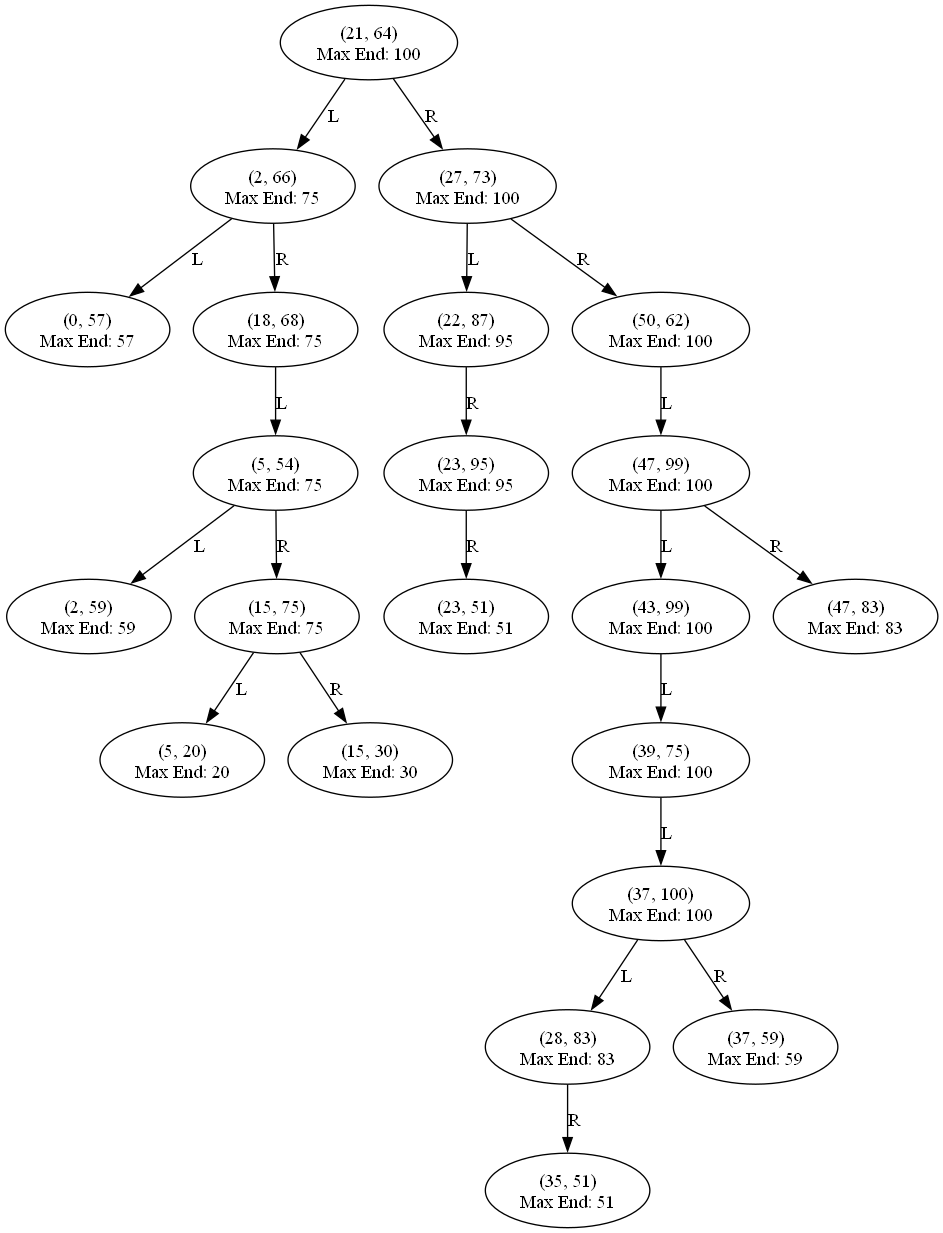 (21, 64)
Max End: 100
L
R
(2, 66)
Max End: 75
(27, 73)
Max End: 100
L
R
L
R
(0, 57)
Max End: 57
(18, 68)
Max End: 75
(22, 87)
Max End: 95
(50, 62)
Max End: 100
L
R
L
(5, 54)
Max End: 75
(23, 95)
Max End: 95
(47, 99)
Max End: 100
L
R
R
L
R
(2, 59)
Max End: 59
(15, 75)
Max End: 75
(23, 51)
Max End: 51
(43, 99)
Max End: 100
(47, 83)
Max End: 83
L
R
L
(5, 20)
Max End: 20
(15, 30)
Max End: 30
(39, 75)
Max End: 100
L
(37, 100)
Max End: 100
L
R
(28, 83)
Max End: 83
(37, 59)
Max End: 59
R
(35, 51)
Max End: 51